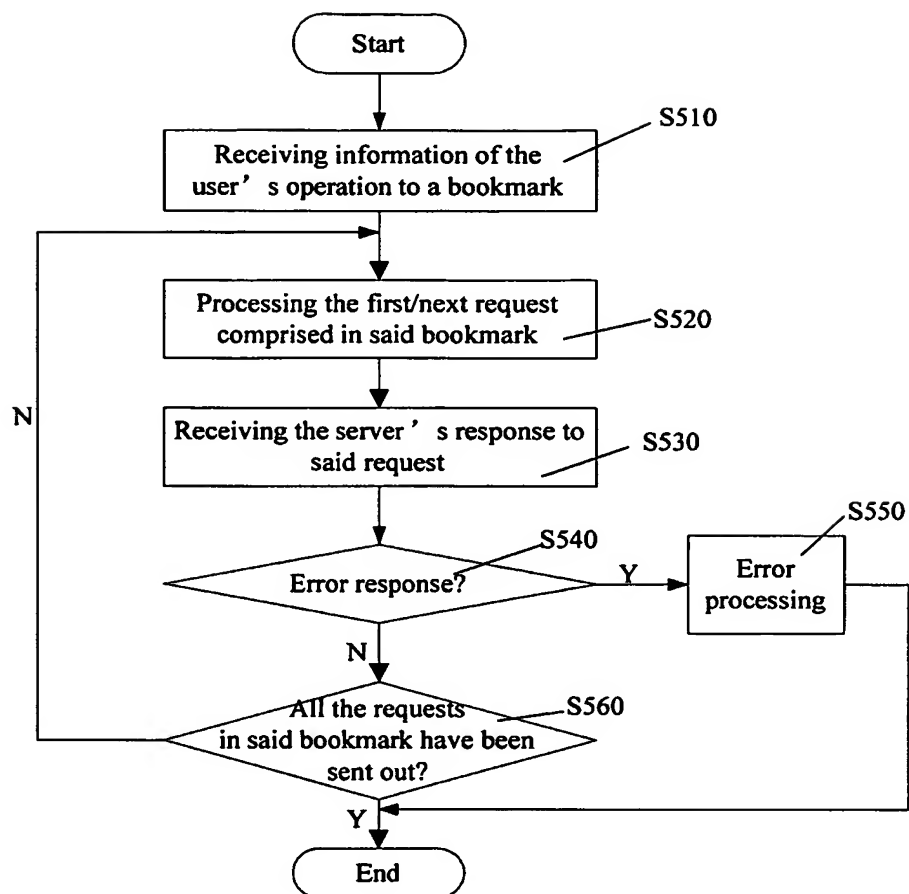 Start
S510
Receiving information of the
user's operation to a bookmark
Processing the first/next request
comprised in said bookmark
S520
N
Receiving the server's response to
said request
S530
S540
S550
Error response?
Y
Error
processing
N
S560
All the requests
in said bookmark have been
sent out?
Y
End